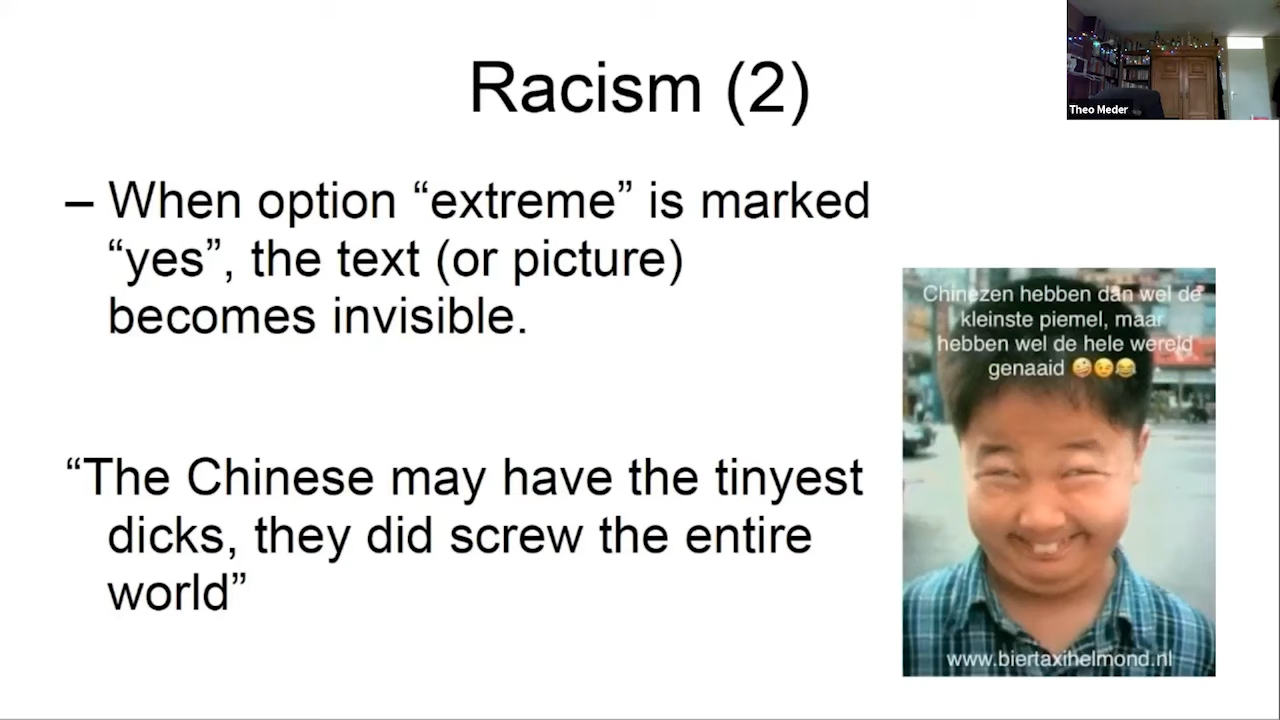 Racism (2)
Theo Meder
– When option “extreme” is marked
“yes”, the text (or picture)
becomes invisible.
“The Chinese may have the tinyest
dicks, they did screw the entire
world”
Chinezen hebben dan wel de
kleinste piemel, maar
hebben wel de hele wereld
genaaid 🤪😉😂
www.biertaxihelmond.nl